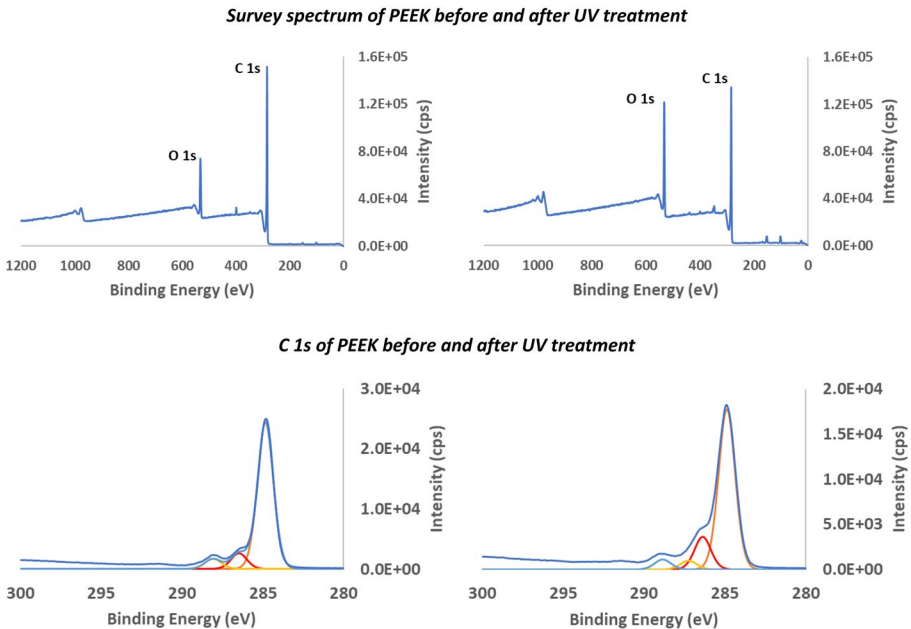 Survey spectrum of PEEK before and after UV treatment
1.6E+05
C 1s
1.2E+05
O 1s
8.0E+04
4.0E+04
0.0E+00
Intensity (cps)
1200 1000 800 600 400 200 0
Binding Energy (eV)
1.6E+05
C 1s
O 1s
1.2E+05
8.0E+04
4.0E+04
0.0E+00
Intensity (cps)
1200 1000 800 600 400 200 0
Binding Energy (eV)
C 1s of PEEK before and after UV treatment
3.0E+04
2.0E+04
1.0E+04
0.0E+00
Intensity (cps)
300 295 290 285 280
Binding Energy (eV)
2.0E+04
1.5E+04
1.0E+04
5.0E+03
0.0E+00
Intensity (cps)
300 295 290 285 280
Binding Energy (eV)